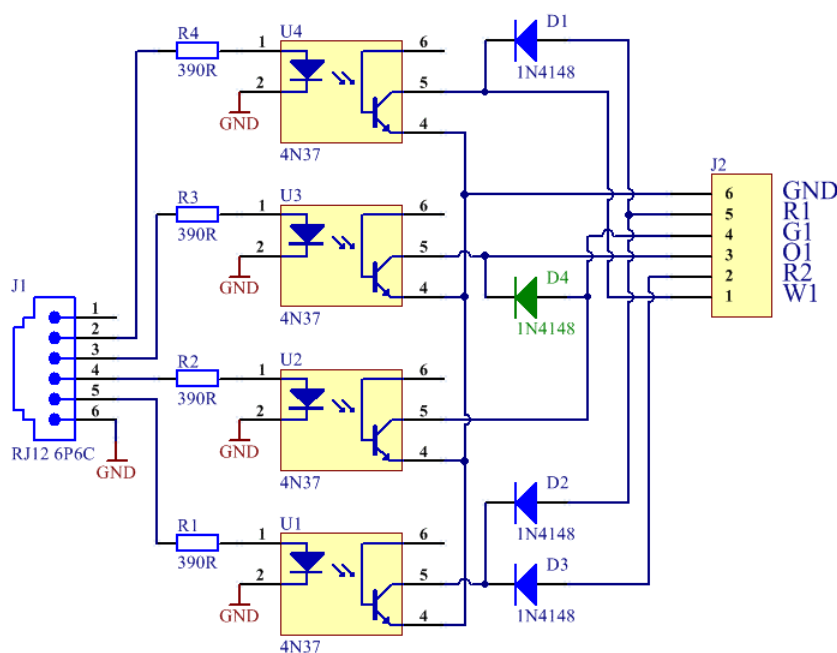 R4
390R
1
2
GND
U4
6
5
4
4N37
D1
1N4148
R3
390R
1
2
GND
U3
6
5
4
4N37
D4
1N4148
J2
6 GND
5 R1
4 G1
3 O1
2 R2
1 W1
J1
1
2
3
4
5
6
RJ12 6P6C
GND
R2
390R
1
2
GND
U2
6
5
4
4N37
R1
390R
1
2
GND
U1
6
5
4
4N37
D2
1N4148
D3
1N4148